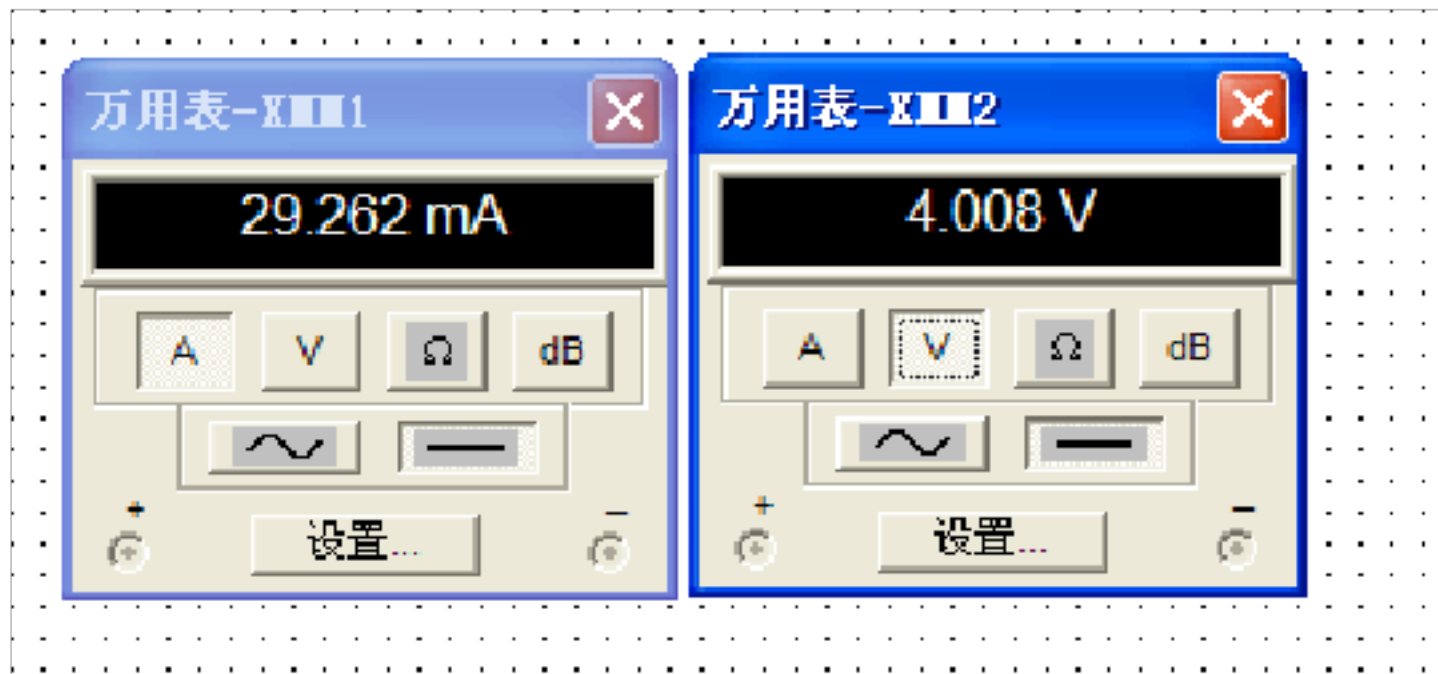 万用表-XMM1
29.262 mA
A V Ω dB
+ −
设置...
万用表-XMM2
4.008 V
A V Ω dB
+ −
设置...